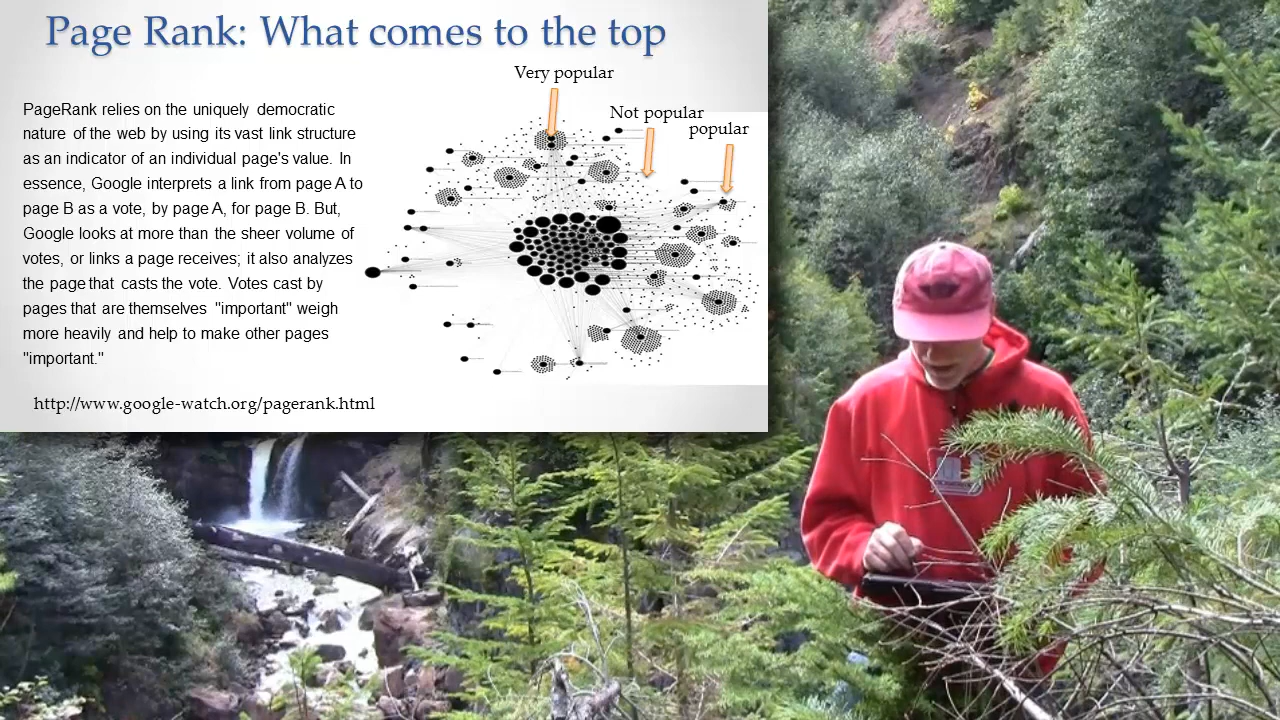 Page Rank: What comes to the top
Very popular
Not popular
popular
PageRank relies on the uniquely democratic
nature of the web by using its vast link structure
as an indicator of an individual page's value. In
essence, Google interprets a link from page A to
page B as a vote, by page A, for page B. But,
Google looks at more than the sheer volume of
votes, or links a page receives; it also analyzes
the page that casts the vote. Votes cast by
pages that are themselves "important" weigh
more heavily and help to make other pages
"important."
http://www.google-watch.org/pagerank.html